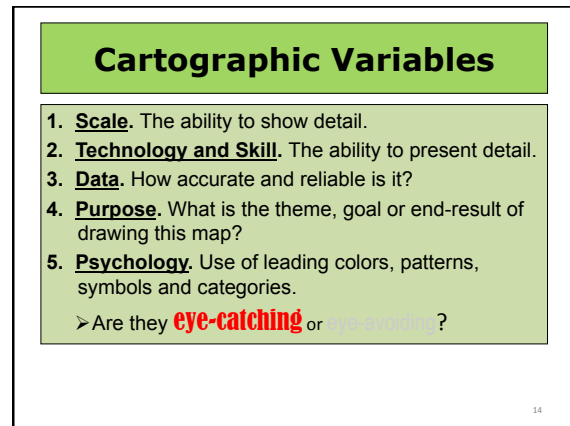 Cartographic Variables
1. Scale. The ability to show detail.
2. Technology and Skill. The ability to present detail.
3. Data. How accurate and reliable is it?
4. Purpose. What is the theme, goal or end-result of
drawing this map?
5. Psychology. Use of leading colors, patterns,
symbols and categories.
➢Are they eye-catching or eye-avoiding?
14